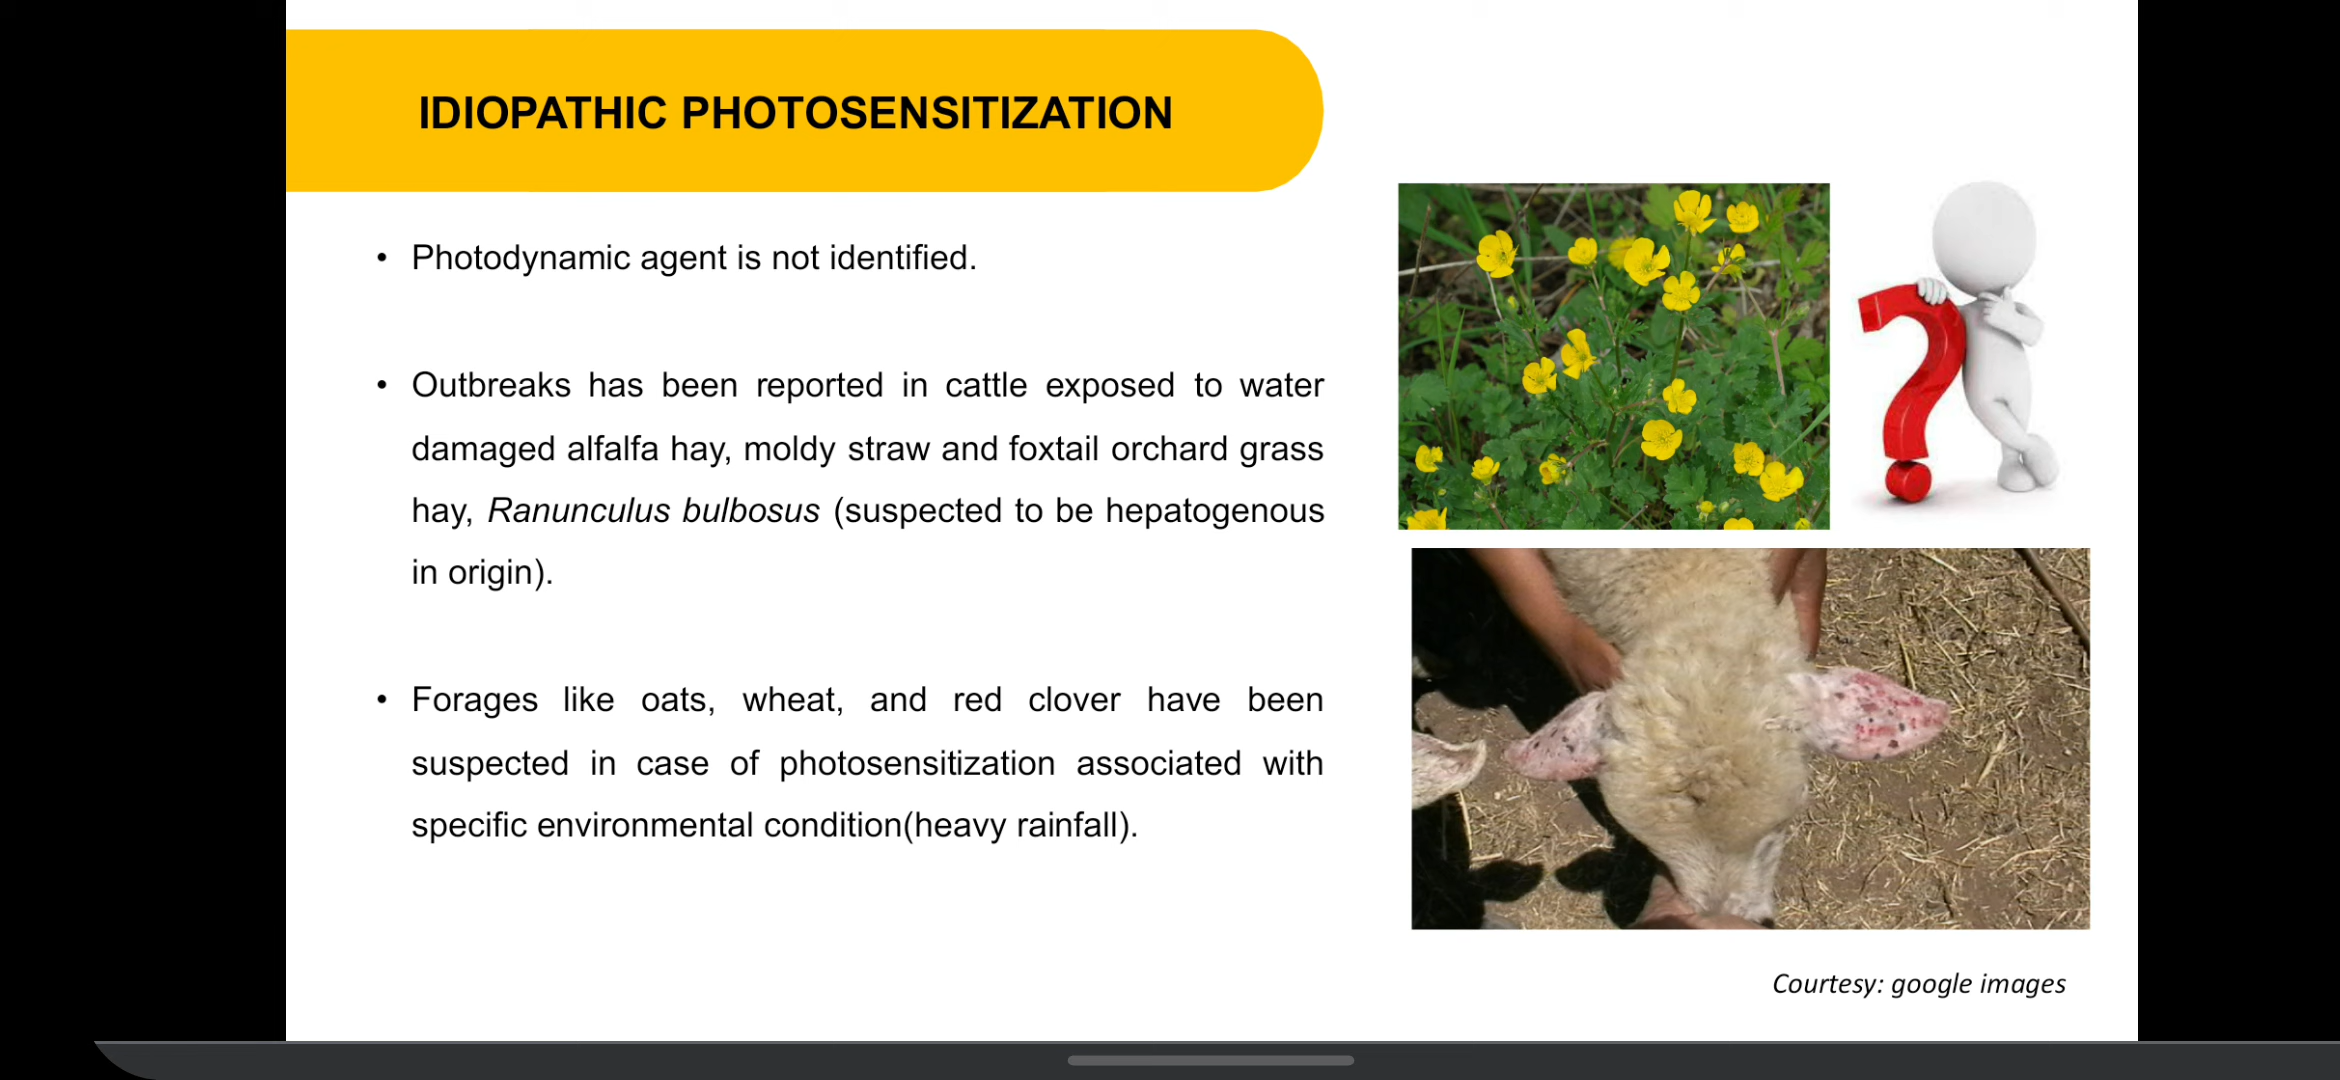 IDIOPATHIC PHOTOSENSITIZATION
• Photodynamic agent is not identified.
• Outbreaks has been reported in cattle exposed to water
damaged alfalfa hay, moldy straw and foxtail orchard grass
hay, Ranunculus bulbosus (suspected to be hepatogenous
in origin).
• Forages like oats, wheat, and red clover have been
suspected in case of photosensitization associated with
specific environmental condition(heavy rainfall).
Courtesy: google images